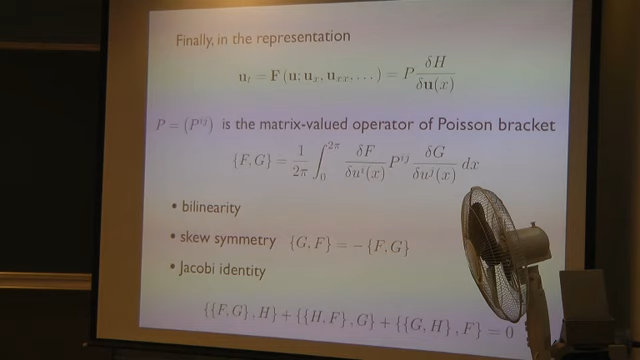 Finally, in the representation
u_t = F(u; u_x, u_xx, ...) = P δH/δu(x)
P = (P^{ij}) is the matrix-valued operator of Poisson bracket
{F, G} = 1/2π ∫_0^{2π} δF/δu^i(x) P^{ij} δG/δu^j(x) dx
• bilinearity
• skew symmetry {G, F} = −{F, G}
• Jacobi identity
{{F, G}, H} + {{H, F}, G} + {{G, H}, F} = 0